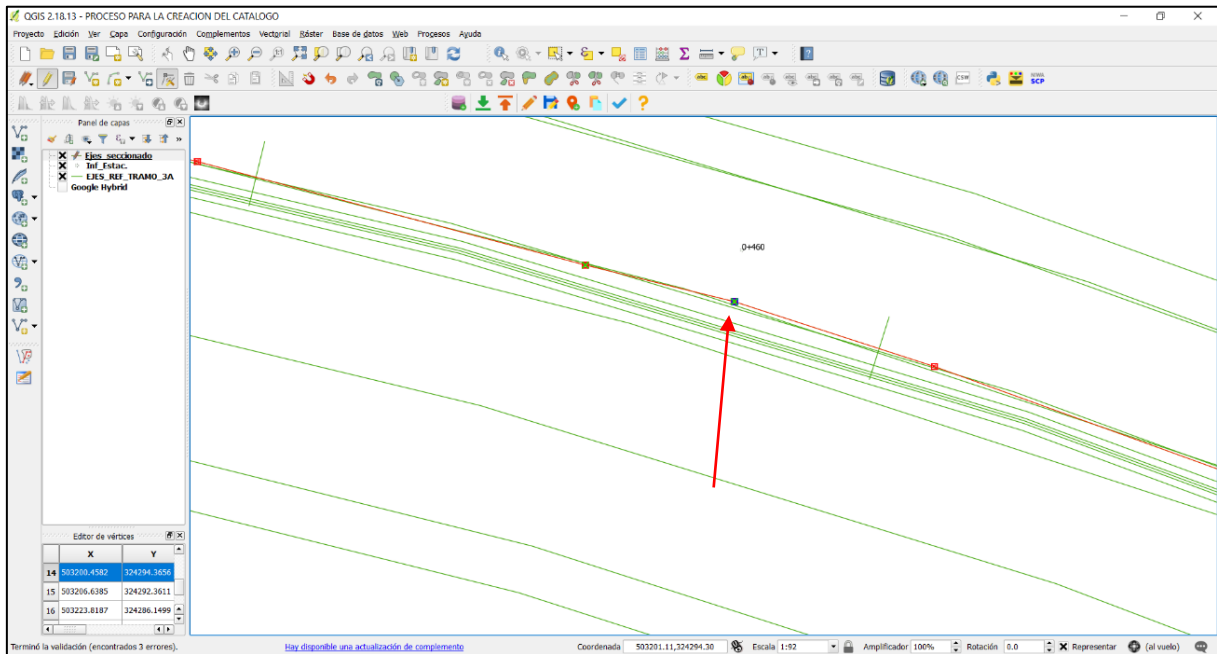 QGIS 2.18.13 - PROCESO PARA LA CREACION DEL CATALOGO
Proyecto Edición Ver Capa Configuración Complementos Vectorial Ráster Base de datos Web Progesos Ayuda
Panel de capas
Ejes_seccionado
Inf_Estac.
EJES_REF_TRAMO_3A
Google Hybrid
0+460
Editor de vértices
X Y
14 503200.4582 324294.3656
15 503206.6385 324292.3611
16 503223.8187 324286.1499
Terminó la validación (encontrados 3 errores). Hay disponible una actualización de complemento Coordenada 503201.11,324294.30 Escala 1:92 Amplificador 100% Rotación 0.0 Representar (al vuelo)